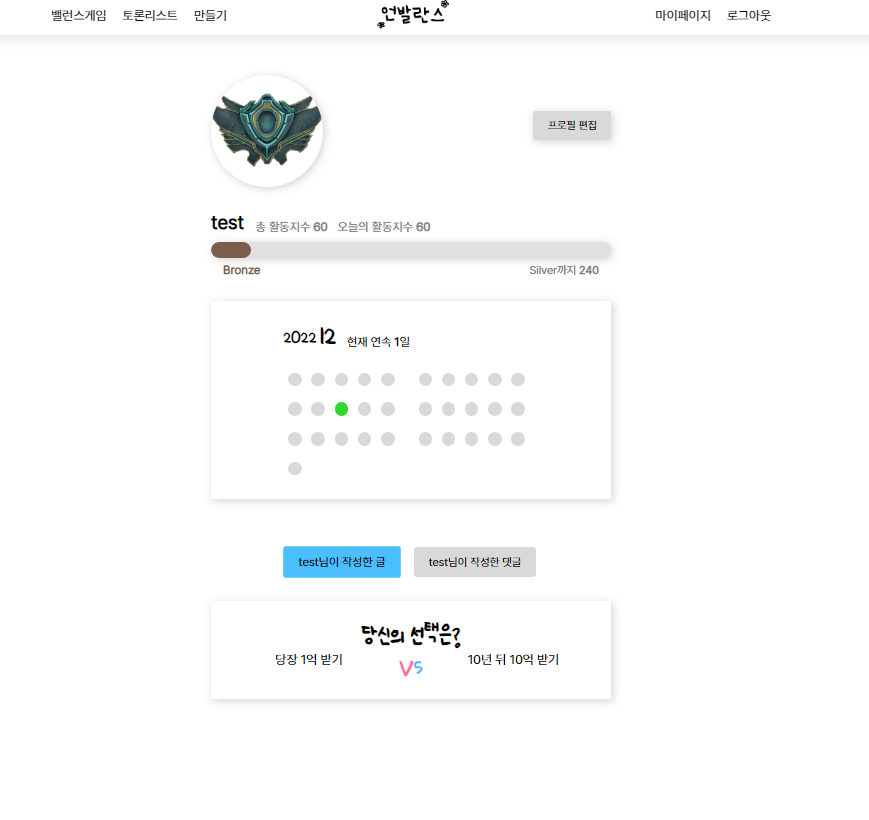 밸런스게임 토론리스트 만들기 언발란스 마이페이지 로그아웃
프로필 편집
test 총 활동지수 60 오늘의 활동지수 60
Bronze Silver까지 240
2022 12 현재 연속 1일
test님이 작성한 글 test님이 작성한 댓글
당신의 선택은?
당장 1억 받기 VS 10년 뒤 10억 받기